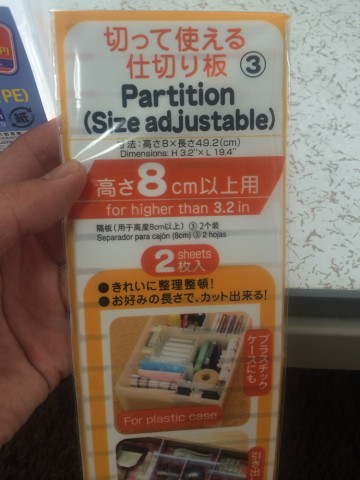 切って使える
仕切り板 ③
Partition
(Size adjustable)
寸法:高さ8×長さ49.2(cm)
Dimensions: H 3.2"×L 19.4"
高さ8cm以上用
for higher than 3.2 in
隔板(用于高度8cm以上) ③ 2个装
Separador para cajón (8cm) ③ 2 hojas
2 sheets
枚入
●きれいに整理整頓!
●お好みの長さで、カット出来る!
プラスチック
ケースにも
For plastic case
引き出
PE)
紙